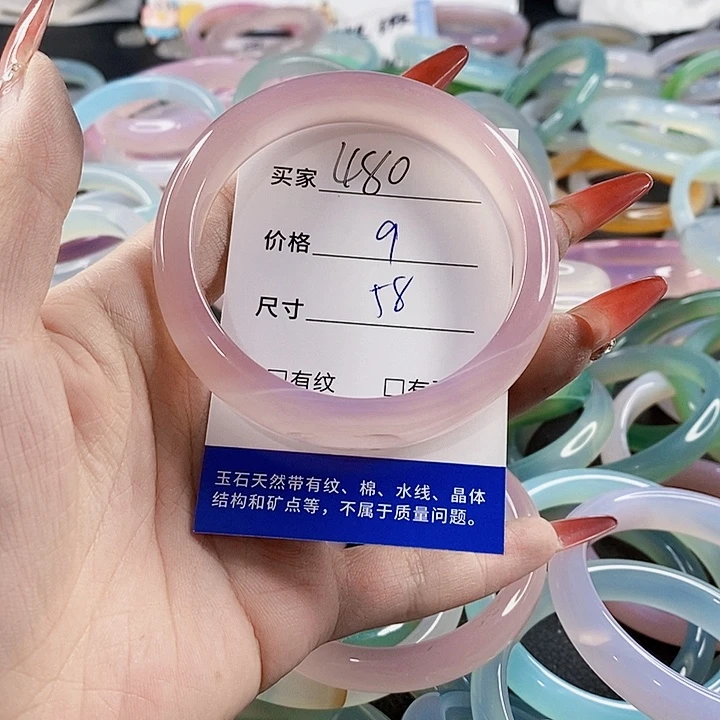 买家 480
价格 9
尺寸 58
□有纹 □有
玉石天然带有纹、棉、水线、晶体
结构和矿点等，不属于质量问题。